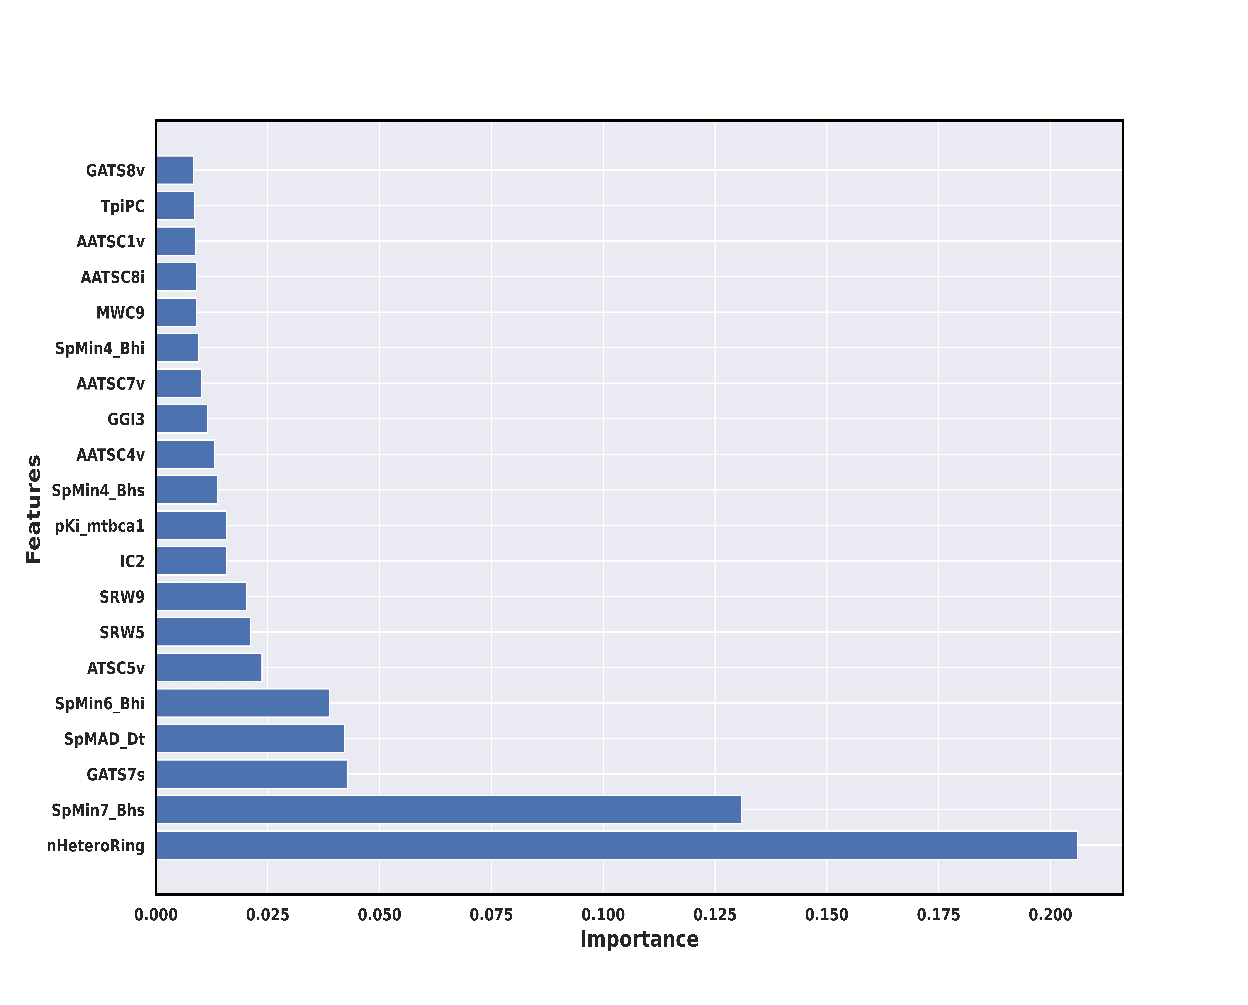 GATS8v
TpiPC
AATSC1v
AATSC8i
MWC9
SpMin4_Bhi
AATSC7v
GGI3
AATSC4v
SpMin4_Bhs
pKi_mtbca1
IC2
SRW9
SRW5
ATSC5v
SpMin6_Bhi
SpMAD_Dt
GATS7s
SpMin7_Bhs
nHeteroRing
Features
0.000 0.025 0.050 0.075 0.100 0.125 0.150 0.175 0.200
Importance